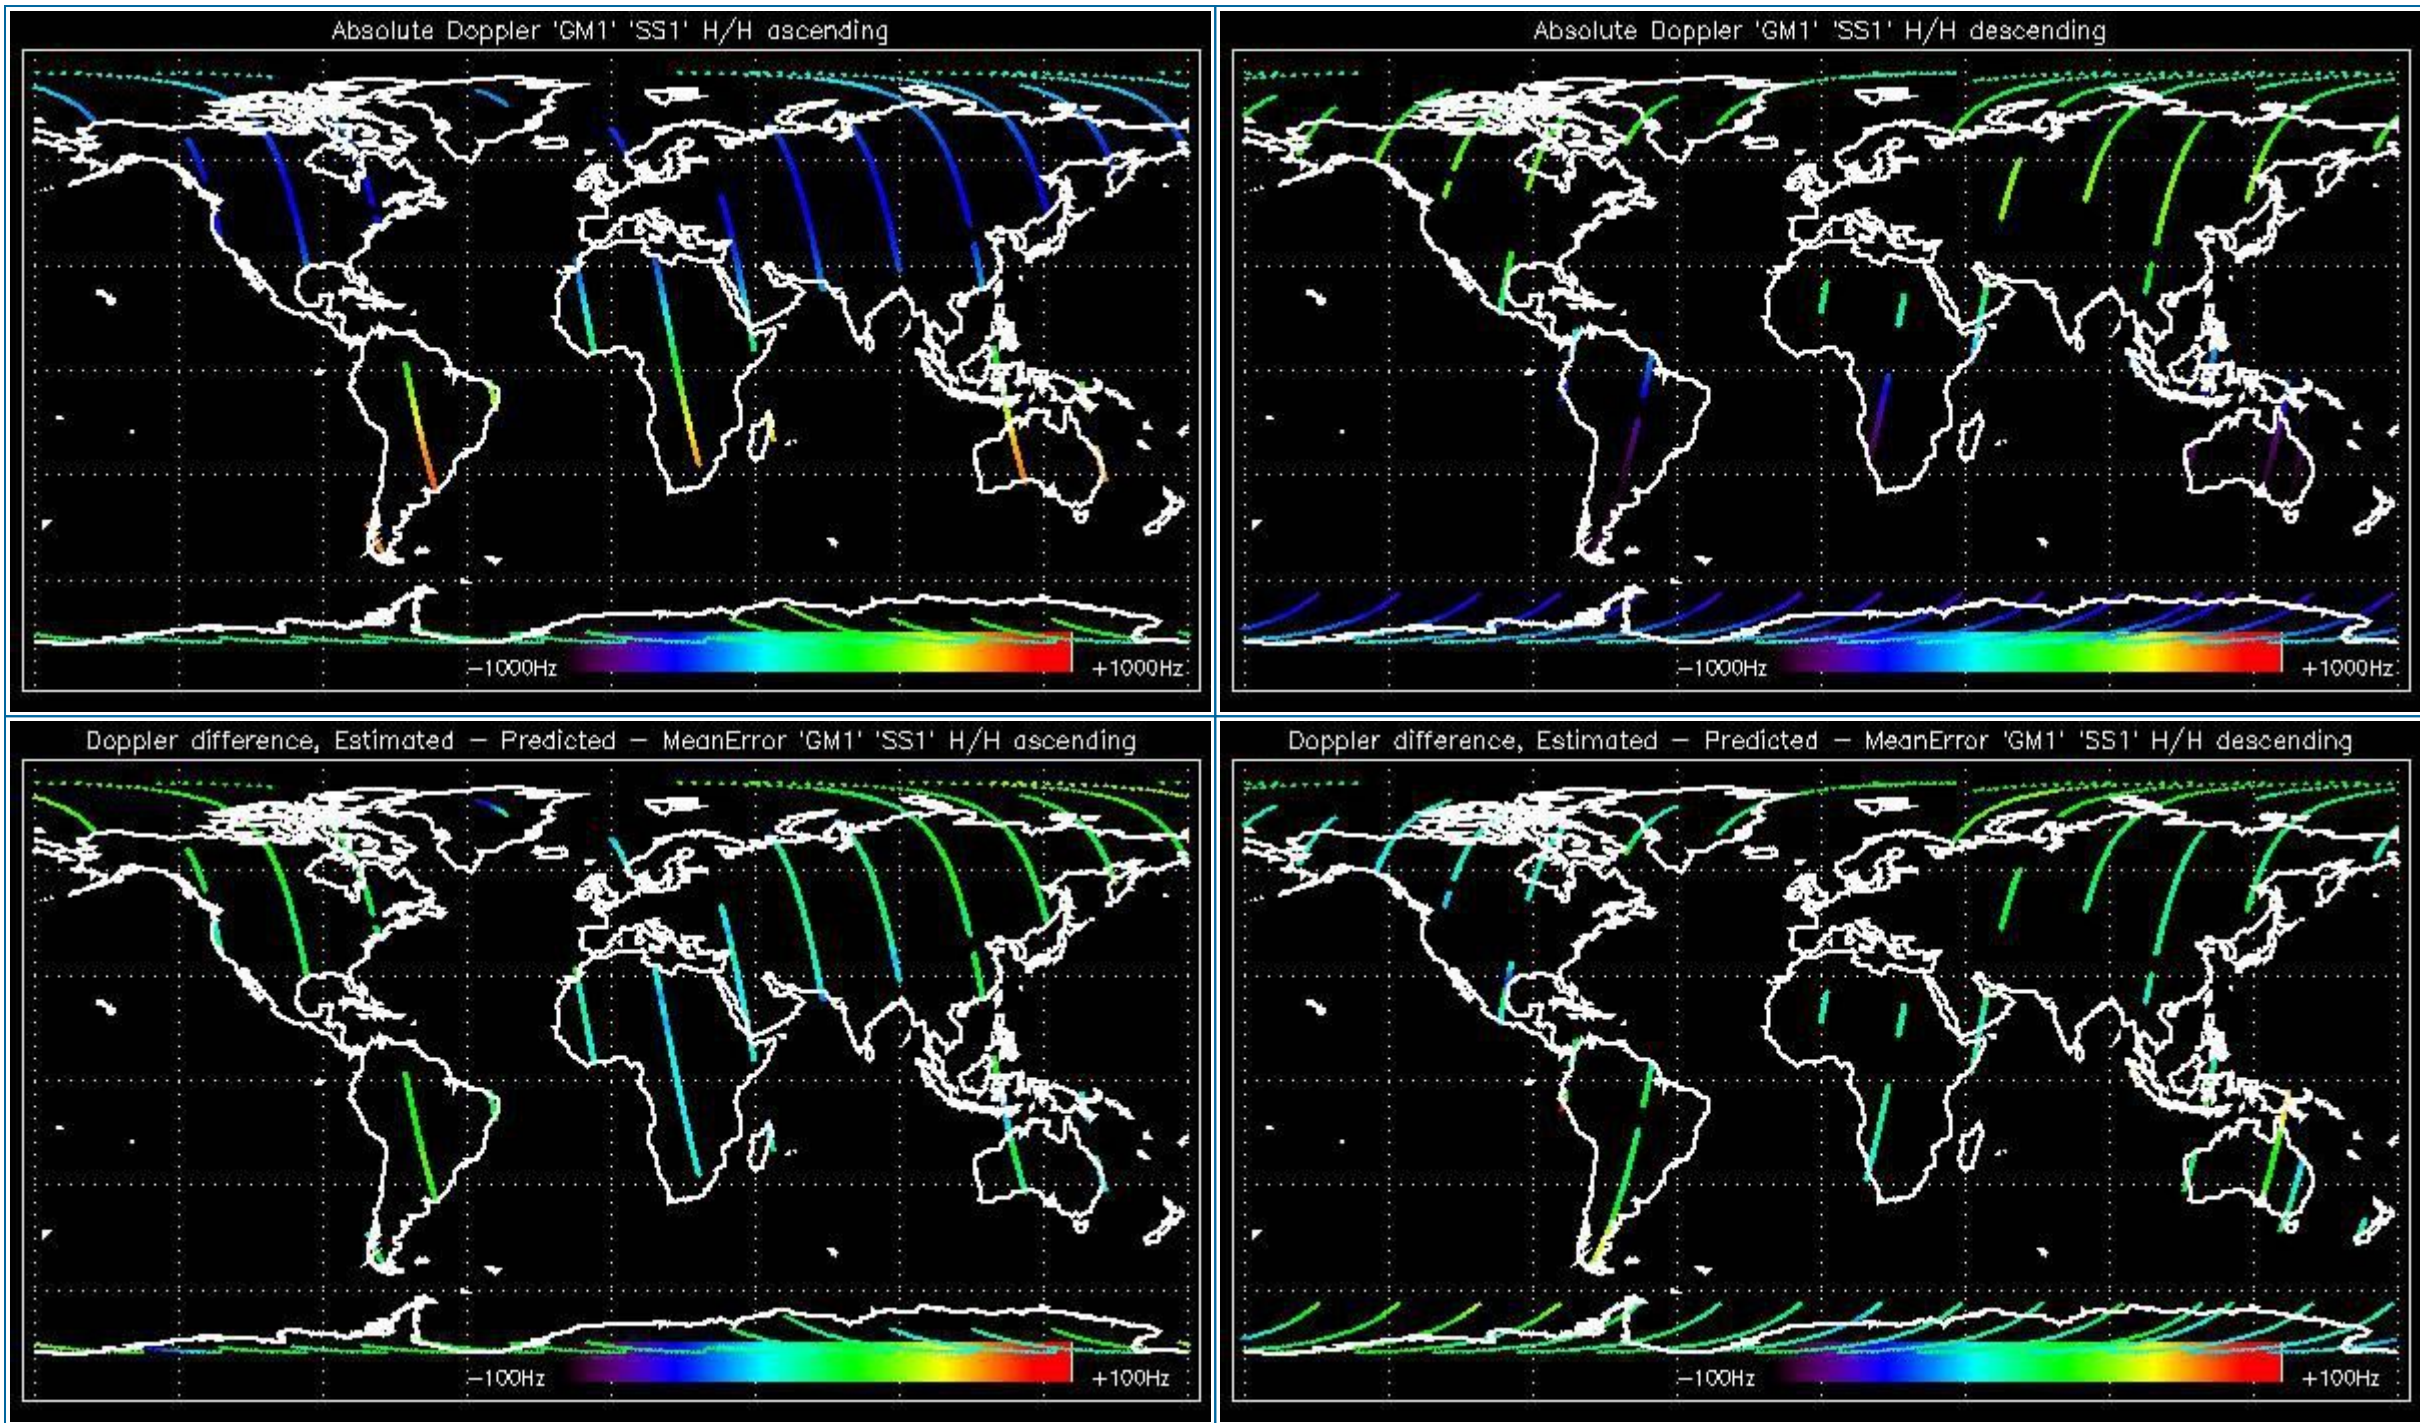 Absolute Doppler 'GM1' 'SS1' H/H ascending
−1000Hz
+1000Hz
Absolute Doppler 'GM1' 'SS1' H/H descending
−1000Hz
+1000Hz
Doppler difference, Estimated − Predicted − MeanError 'GM1' 'SS1' H/H ascending
−100Hz
+100Hz
Doppler difference, Estimated − Predicted − MeanError 'GM1' 'SS1' H/H descending
−100Hz
+100Hz